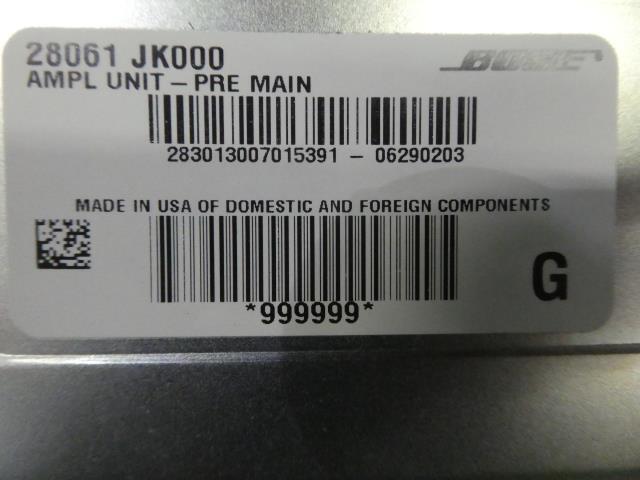 28061 JK000 BOSE
AMPL UNIT – PRE MAIN
283013007015391 – 06290203
MADE IN USA OF DOMESTIC AND FOREIGN COMPONENTS
*999999*
G